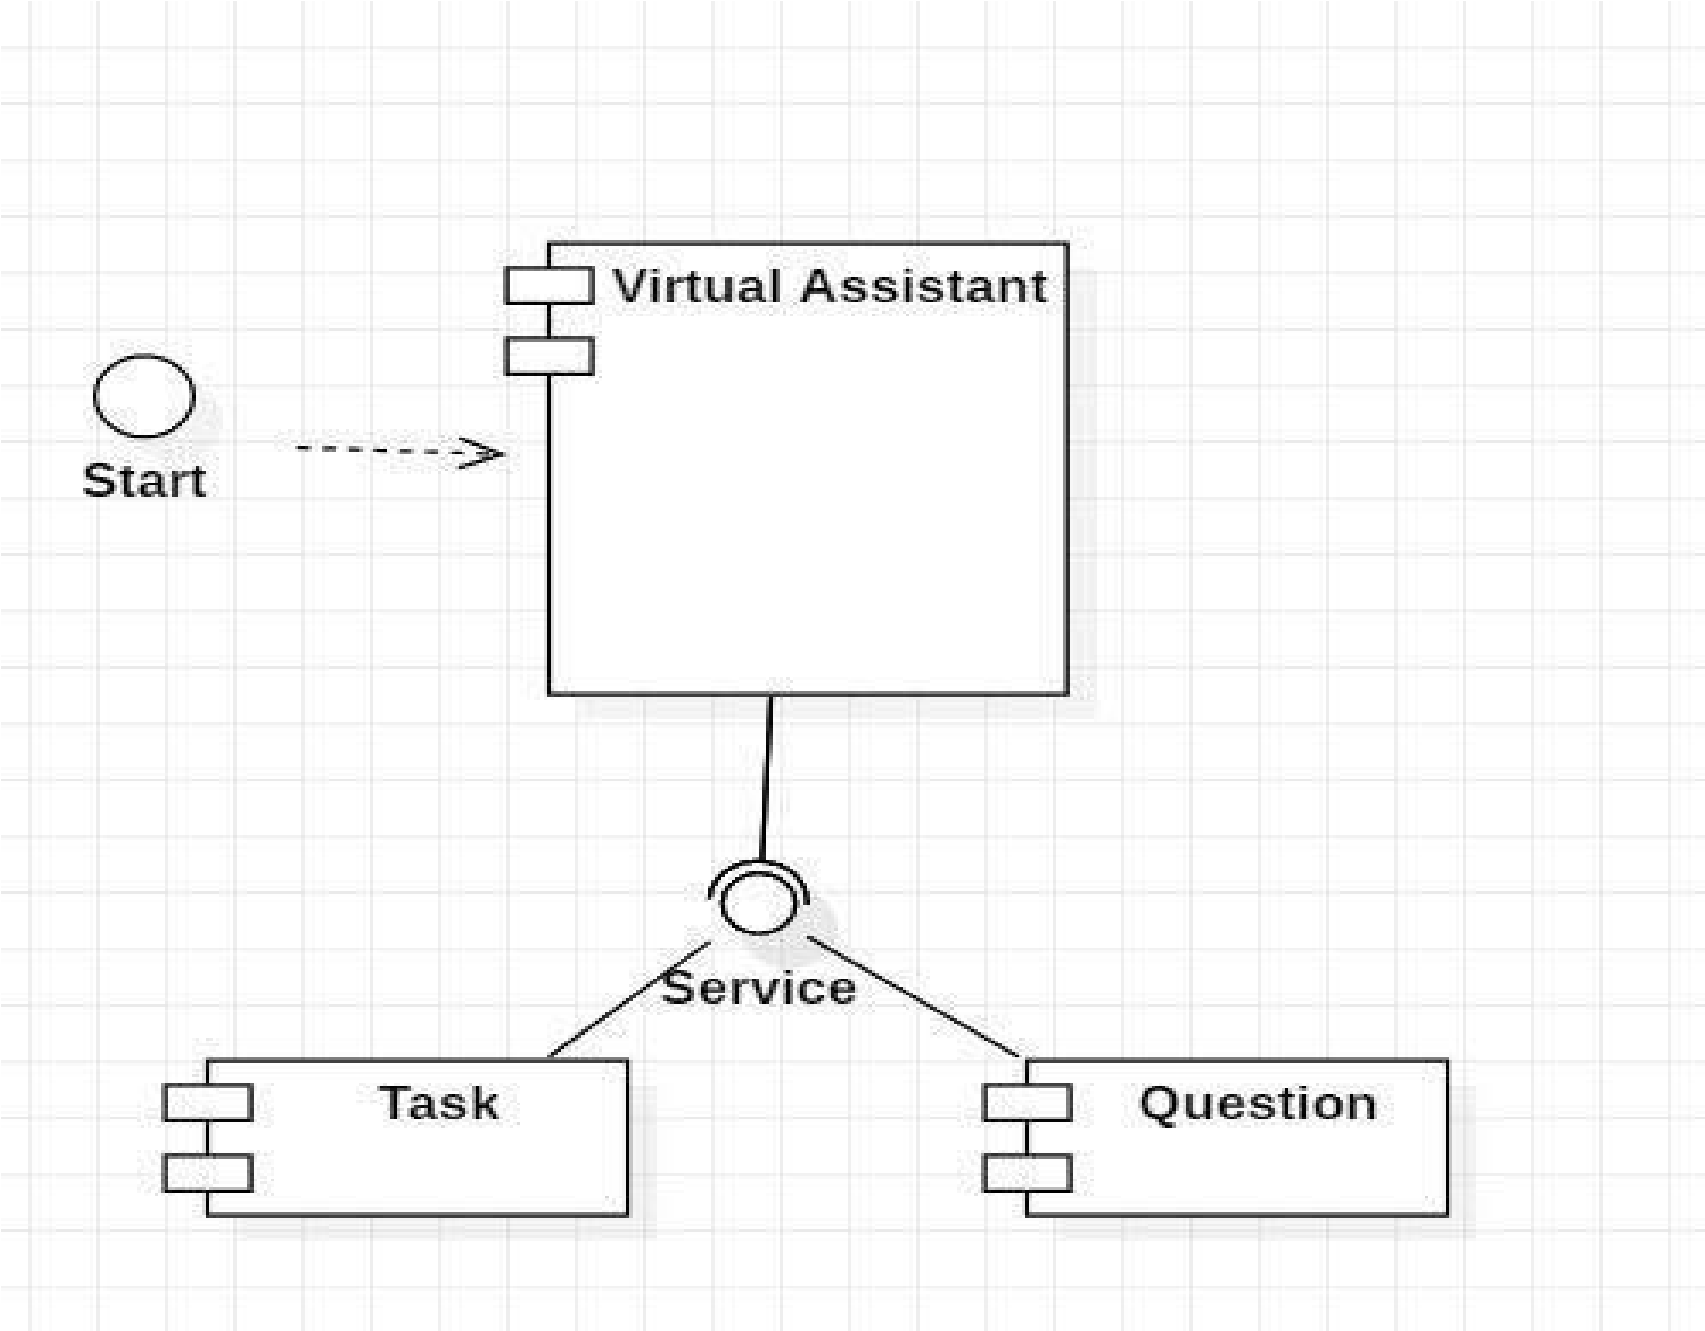 Virtual Assistant
Start
Service
Task
Question